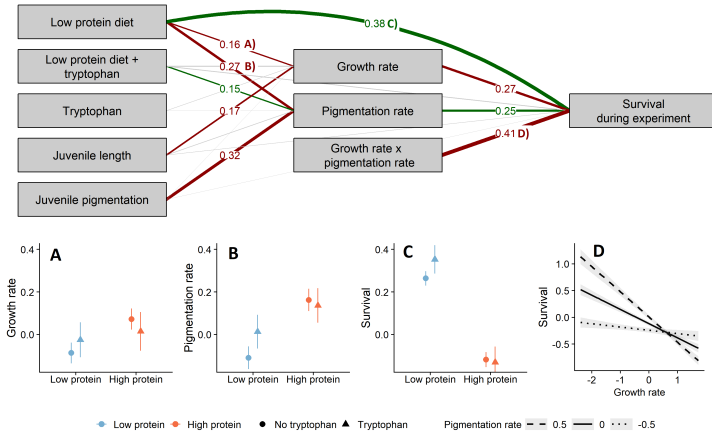 Low protein diet
0.38 C)
0.16 A)
Low protein diet +
tryptophan
0.27 B)
Growth rate
0.15
0.27
Tryptophan
0.17
Pigmentation rate
0.25
Survival
during experiment
0.41 D)
Juvenile length
0.32
Growth rate x
pigmentation rate
Juvenile pigmentation
A
Growth rate
0.4
0.2
0.0
Low protein High protein
B
Pigmentation rate
0.4
0.2
0.0
Low protein High protein
C
Survival
0.4
0.2
0.0
Low protein High protein
D
Survival
1.0
0.5
0.0
-0.5
-2 -1 0 1
Growth rate
Low protein High protein No tryptophan Tryptophan
Pigmentation rate 0.5 0 -0.5